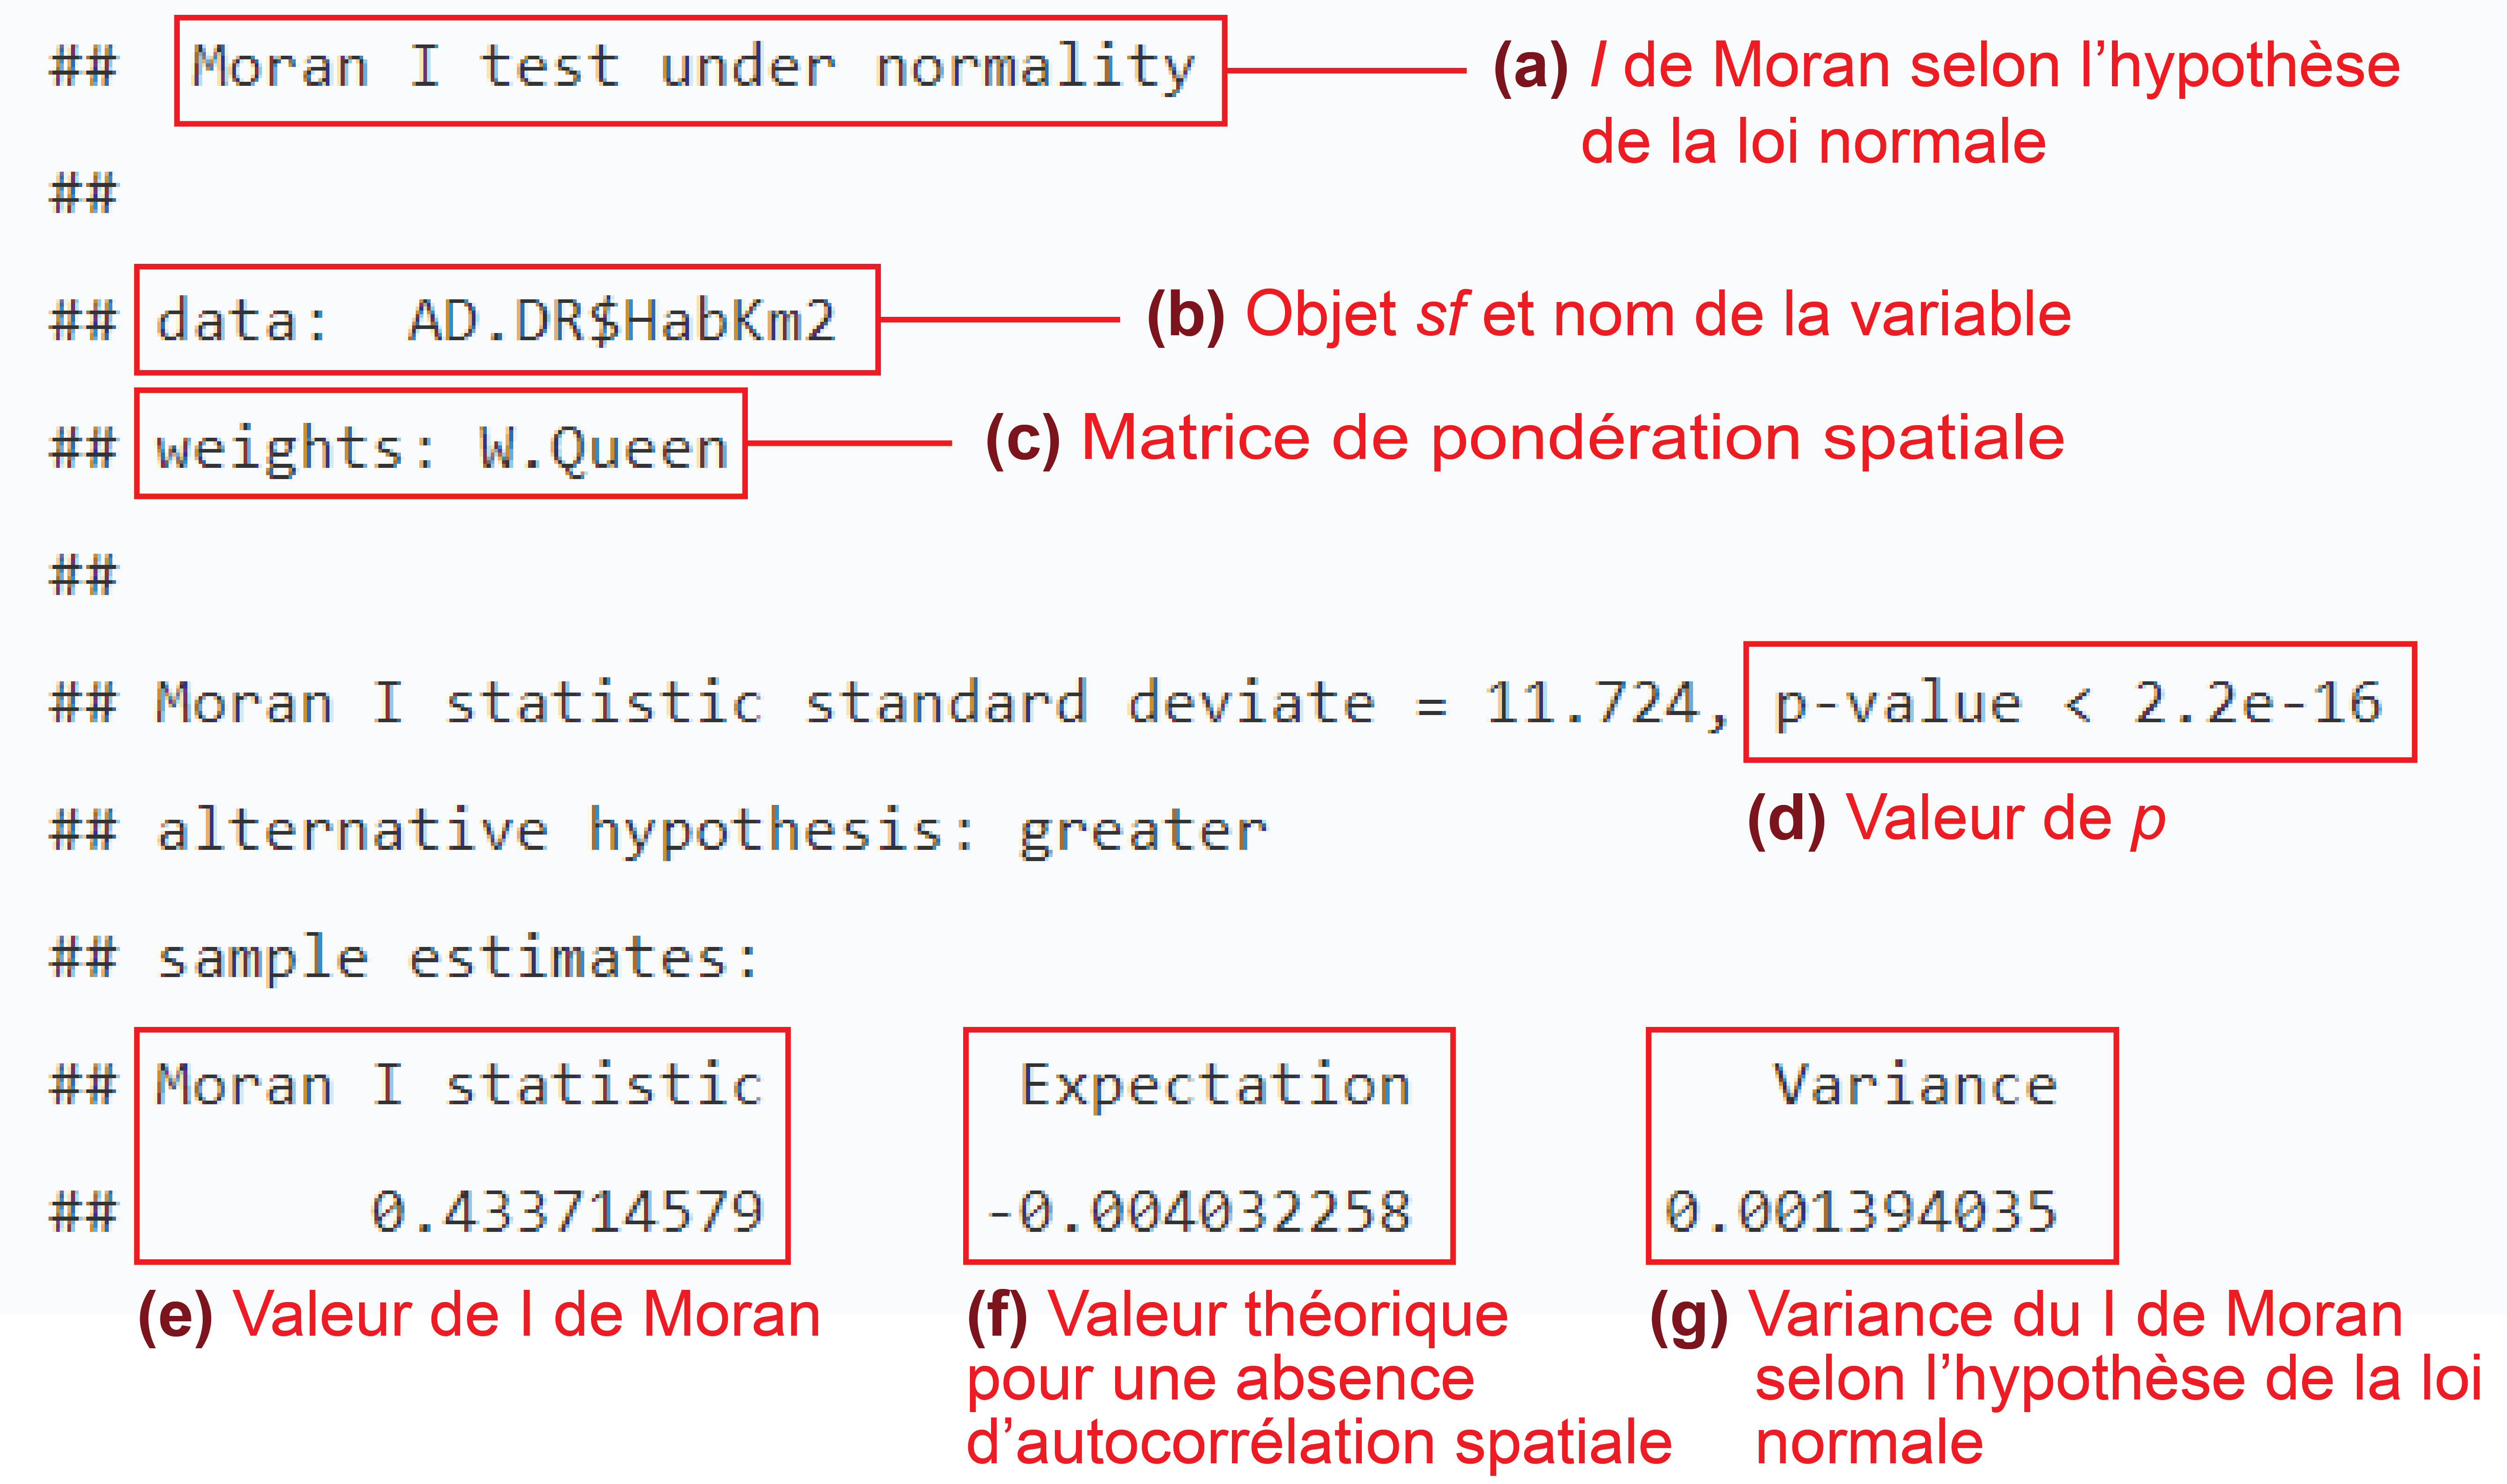 ## Moran I test under normality
(a) I de Moran selon l’hypothèse
de la loi normale
##
## data:  AD.DR$HabKm2
(b) Objet sf et nom de la variable
## weights: W.Queen
(c) Matrice de pondération spatiale
##
## Moran I statistic standard deviate = 11.724, p-value < 2.2e-16
(d) Valeur de p
## alternative hypothesis: greater
## sample estimates:
## Moran I statistic       Expectation          Variance
##       0.433714579      -0.004032258       0.001394035
(e) Valeur de I de Moran
(f) Valeur théorique
pour une absence
d’autocorrélation spatiale
(g) Variance du I de Moran
selon l’hypothèse de la loi
normale